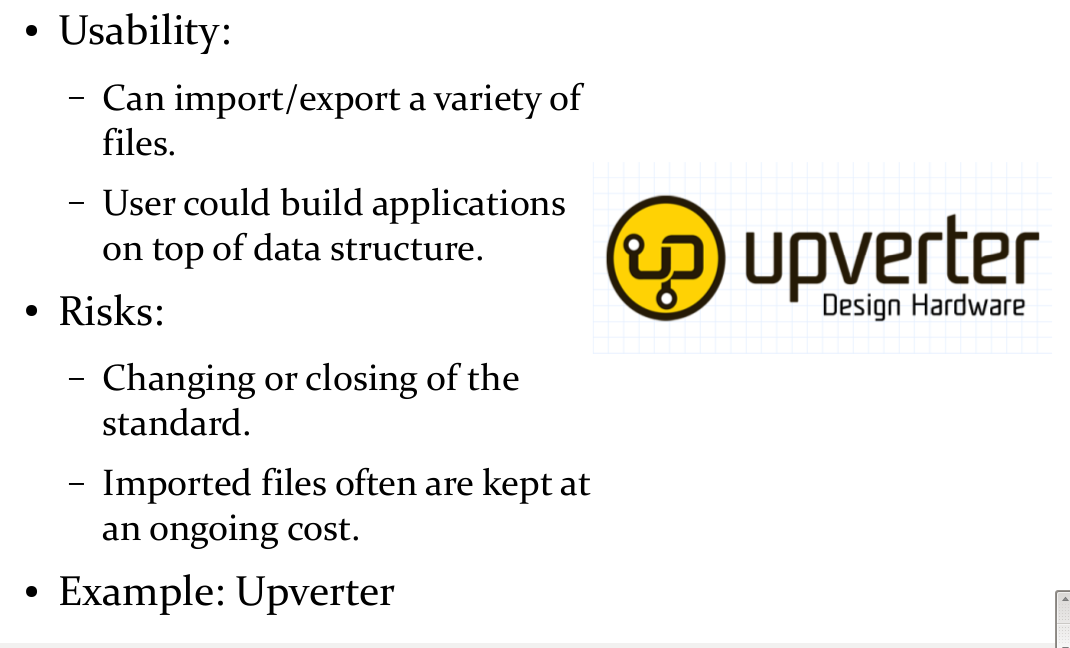 • Usability:
– Can import/export a variety of
files.
– User could build applications
on top of data structure.
• Risks:
– Changing or closing of the
standard.
– Imported files often are kept at
an ongoing cost.
• Example: Upverter
up
upverter
Design Hardware